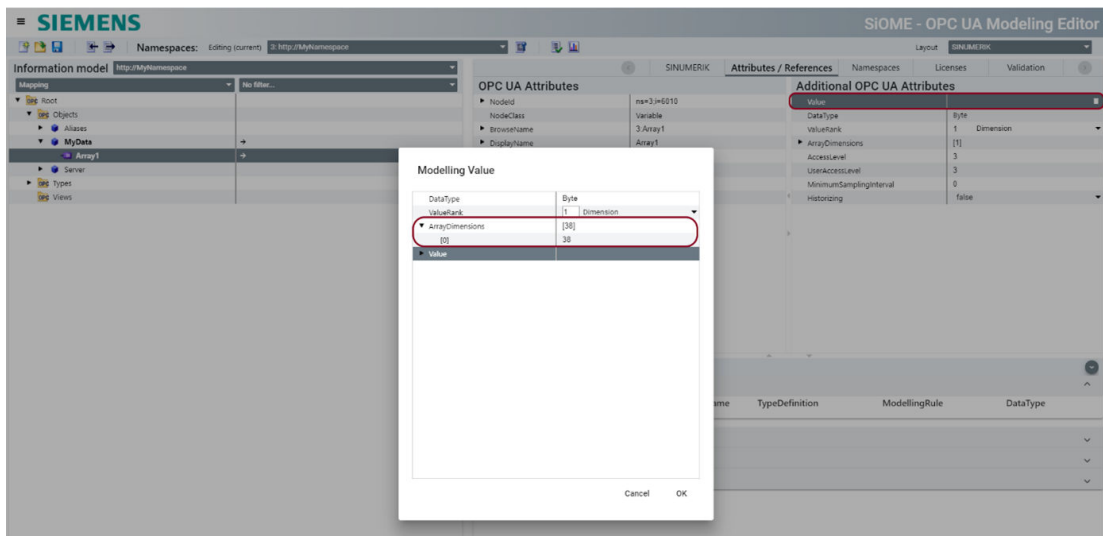 SIEMENS
SiOME - OPC UA Modeling Editor
Namespaces: Editing (current) 3: http://MyNamespace
Layout SINUMERIK
Information model http://MyNamespace
SINUMERIK Attributes / References Namespaces Licenses Validation
Mapping No filter...
OPC UA Attributes
Additional OPC UA Attributes
Root
Objects
Aliases
MyData
Array1
Server
Types
Views
NodeId ns=3;i=6010
NodeClass Variable
BrowseName 3:Array1
DisplayName Array1
Value
DataType Byte
ValueRank 1 Dimension
ArrayDimensions [1]
AccessLevel 3
UserAccessLevel 3
MinimumSamplingInterval 0
Historizing false
Modelling Value
DataType Byte
ValueRank 1 Dimension
ArrayDimensions [38]
[0] 38
Value
Cancel OK
TypeDefinition ModellingRule DataType